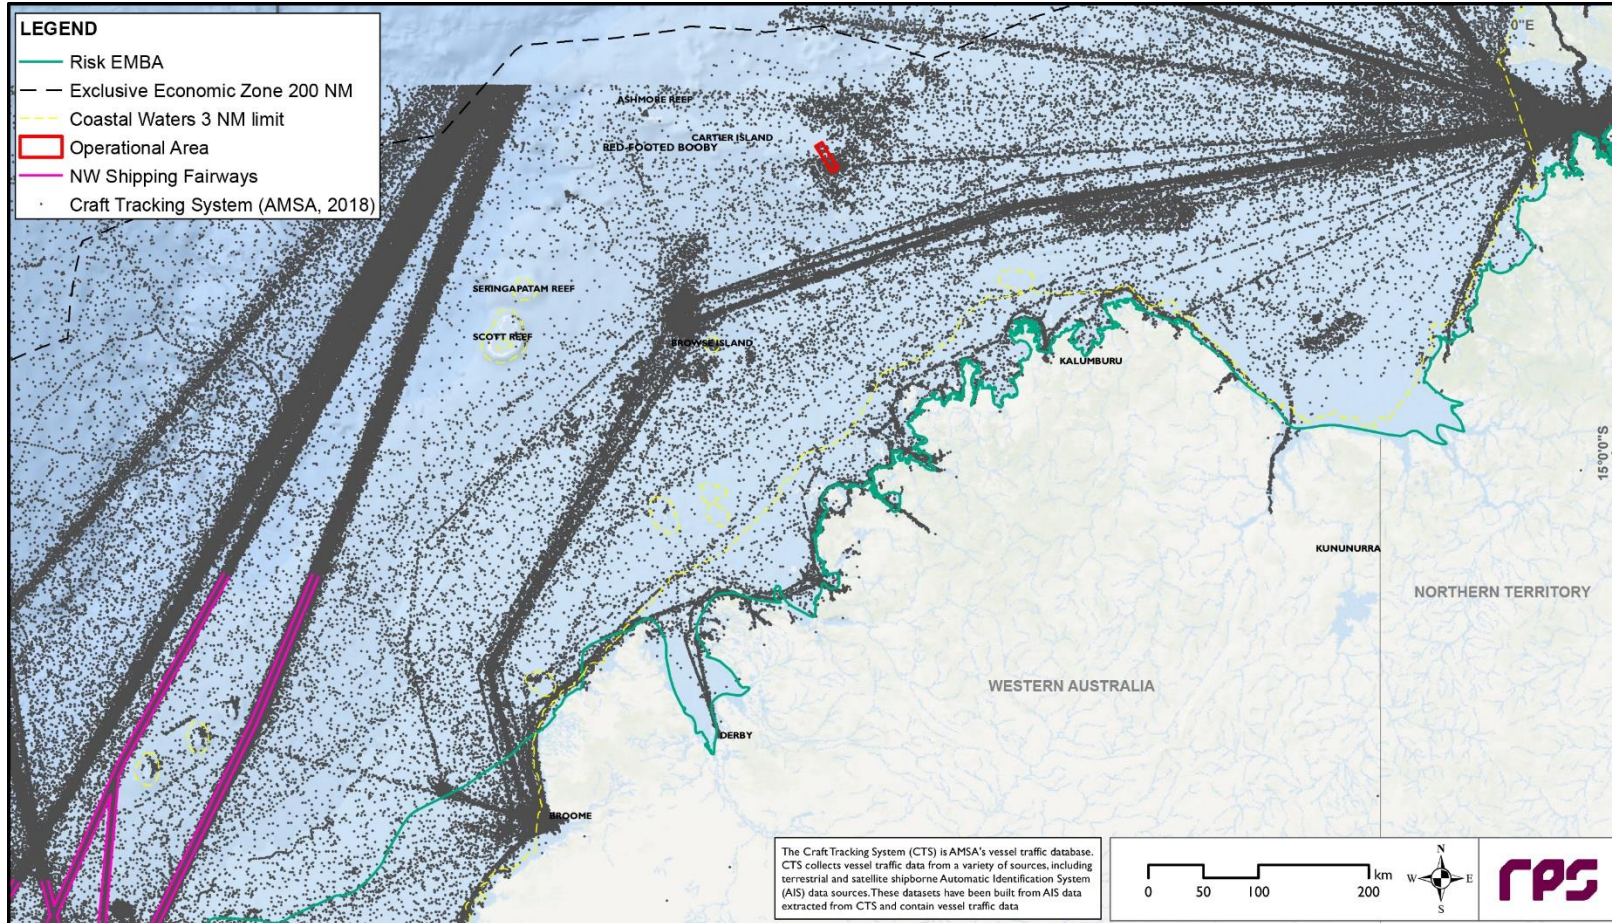 LEGEND
Risk EMBA
Exclusive Economic Zone 200 NM
Coastal Waters 3 NM limit
Operational Area
NW Shipping Fairways
Craft Tracking System (AMSA, 2018)
0"E
ASHMORE REEF
CARTIER ISLAND
RED-FOOTED BOOBY
SERINGAPATAM REEF
SCOTT REEF
BROWSE ISLAND
KALUMBURU
15°0'0"S
KUNUNURRA
NORTHERN TERRITORY
WESTERN AUSTRALIA
DERBY
BROOME
The Craft Tracking System (CTS) is AMSA's vessel traffic database.
CTS collects vessel traffic data from a variety of sources, including
terrestrial and satellite shipborne Automatic Identification System
(AIS) data sources. These datasets have been built from AIS data
extracted from CTS and contain vessel traffic data
0 50 100 200 km
N
W E
S
rps